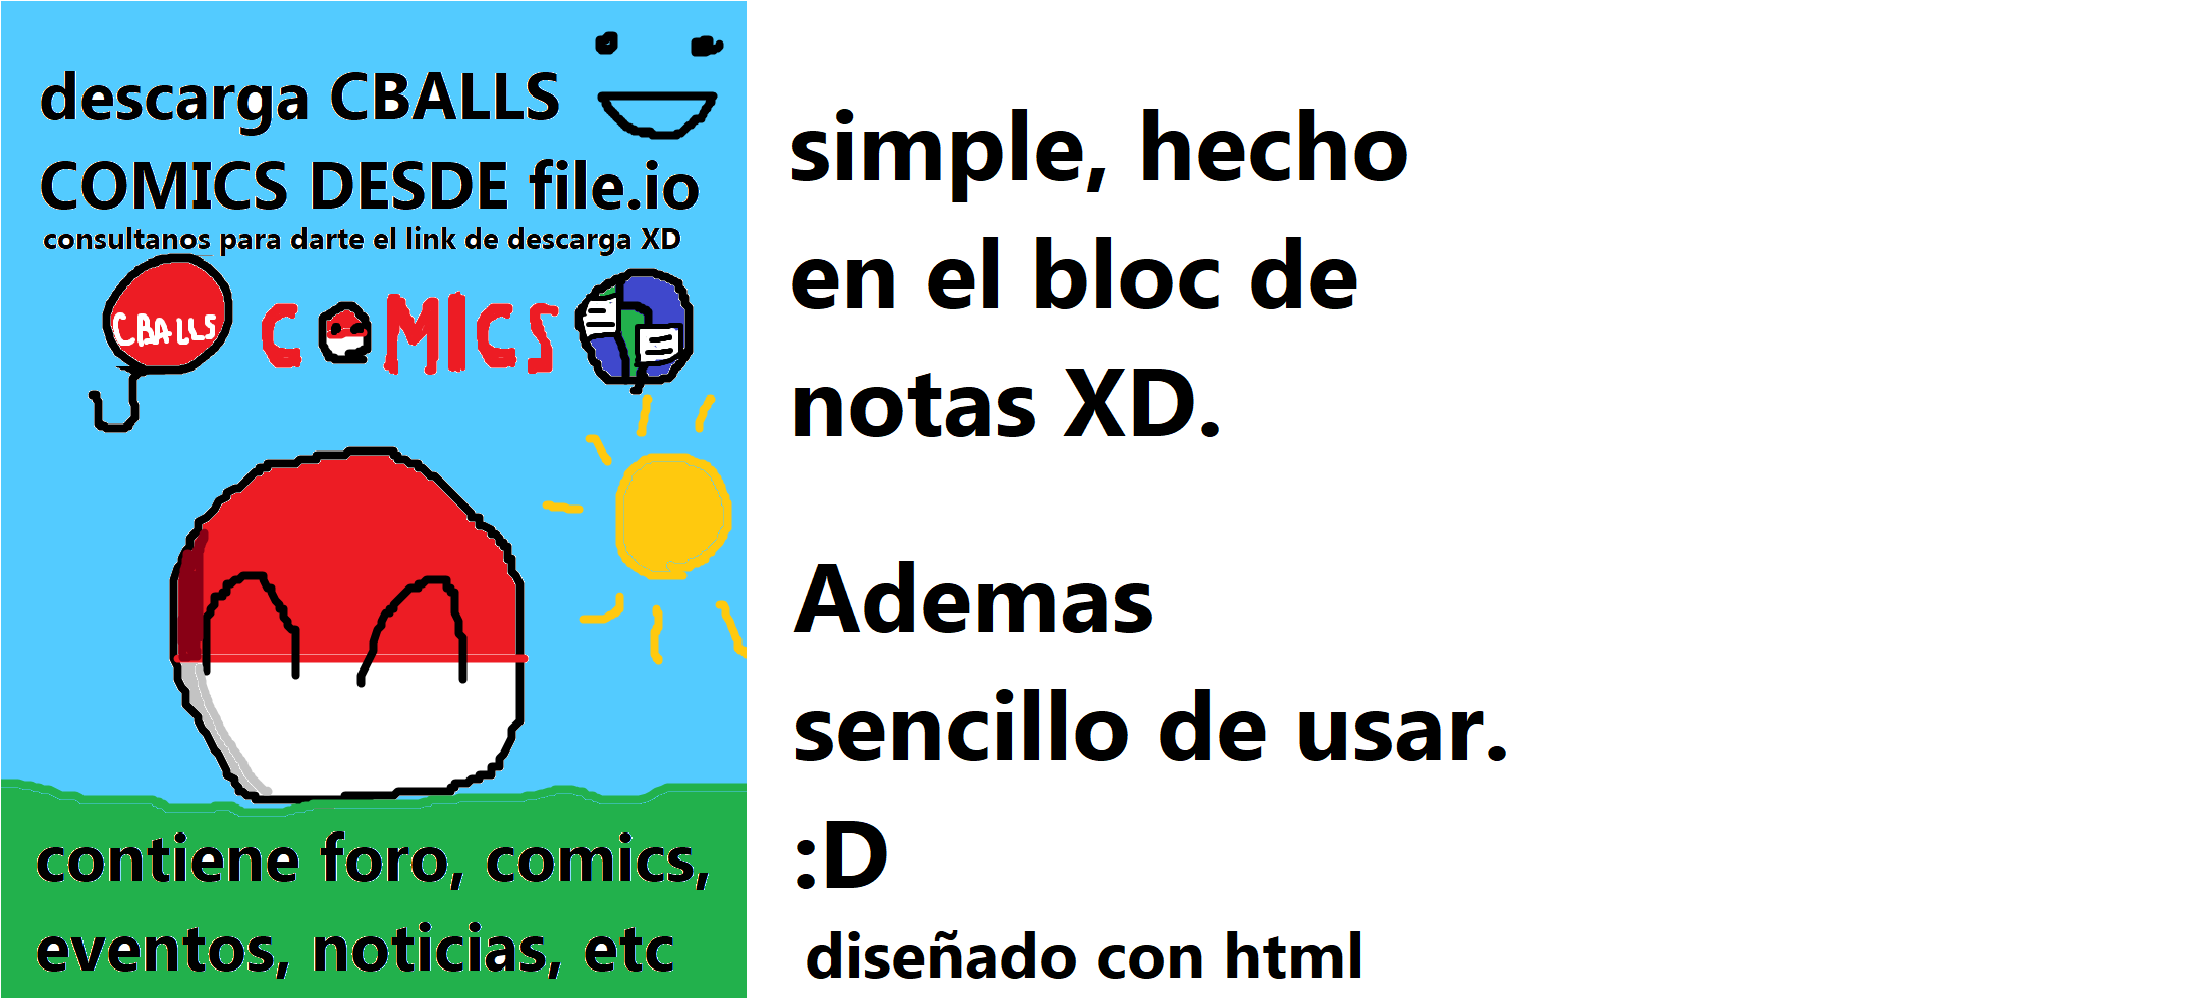 descarga CBALLS
COMICS DESDE file.io
consultanos para darte el link de descarga XD
CBALLS
COMICS
contiene foro, comics,
eventos, noticias, etc
simple, hecho
en el bloc de
notas XD.
Ademas
sencillo de usar.
:D
diseñado con html